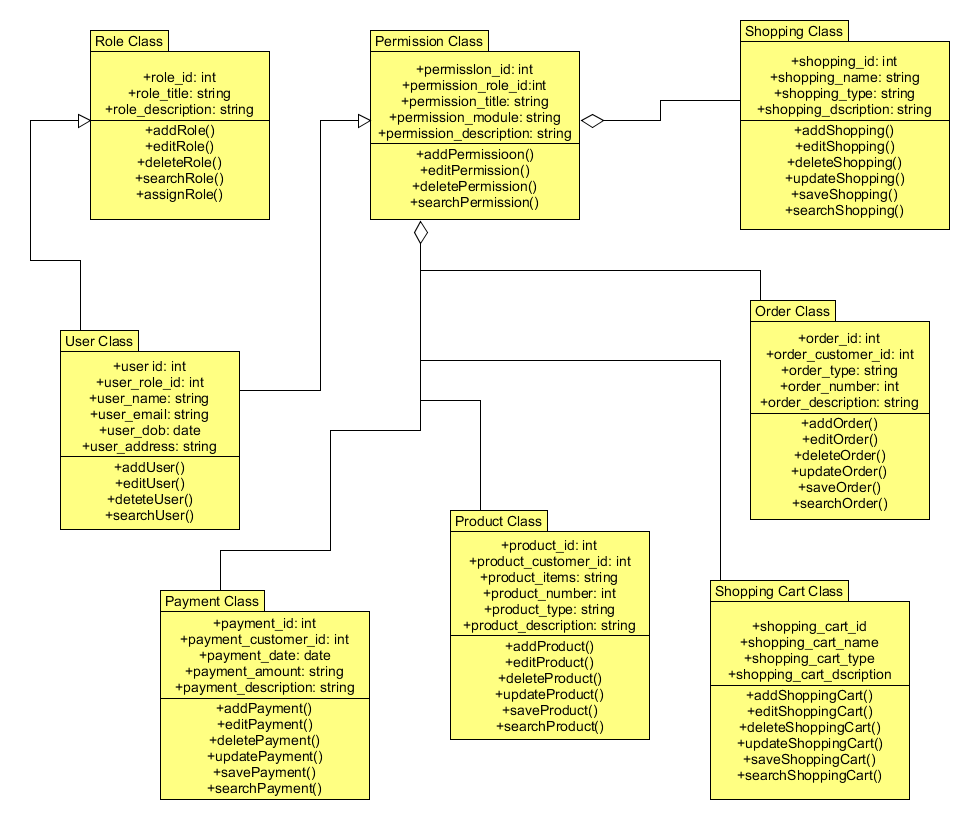 Role Class
+role_id: int
+role_title: string
+role_description: string
+addRole()
+editRole()
+deleteRole()
+searchRole()
+assignRole()
Permission Class
+permisslon_id: int
+permission_role_id:int
+permission_title: string
+permission_module: string
+permission_description: string
+addPermissioon()
+editPermission()
+deletePermission()
+searchPermission()
Shopping Class
+shopping_id: int
+shopping_name: string
+shopping_type: string
+shopping_dscription: string
+addShopping()
+editShopping()
+deleteShopping()
+updateShopping()
+saveShopping()
+searchShopping()
User Class
+user id: int
+user_role_id: int
+user_name: string
+user_email: string
+user_dob: date
+user_address: string
+addUser()
+editUser()
+deteteUser()
+searchUser()
Order Class
+order_id: int
+order_customer_id: int
+order_type: string
+order_number: int
+order_description: string
+addOrder()
+editOrder()
+deleteOrder()
+updateOrder()
+saveOrder()
+searchOrder()
Payment Class
+payment_id: int
+payment_customer_id: int
+payment_date: date
+payment_amount: string
+payment_description: string
+addPayment()
+editPayment()
+deletePayment()
+updatePayment()
+savePayment()
+searchPayment()
Product Class
+product_id: int
+product_customer_id: int
+product_items: string
+product_number: int
+product_type: string
+product_description: string
+addProduct()
+editProduct()
+deleteProduct()
+updateProduct()
+saveProduct()
+searchProduct()
Shopping Cart Class
+shopping_cart_id
+shopping_cart_name
+shopping_cart_type
+shopping_cart_dscription
+addShoppingCart()
+editShoppingCart()
+deleteShoppingCart()
+updateShoppingCart()
+saveShoppingCart()
+searchShoppingCart()